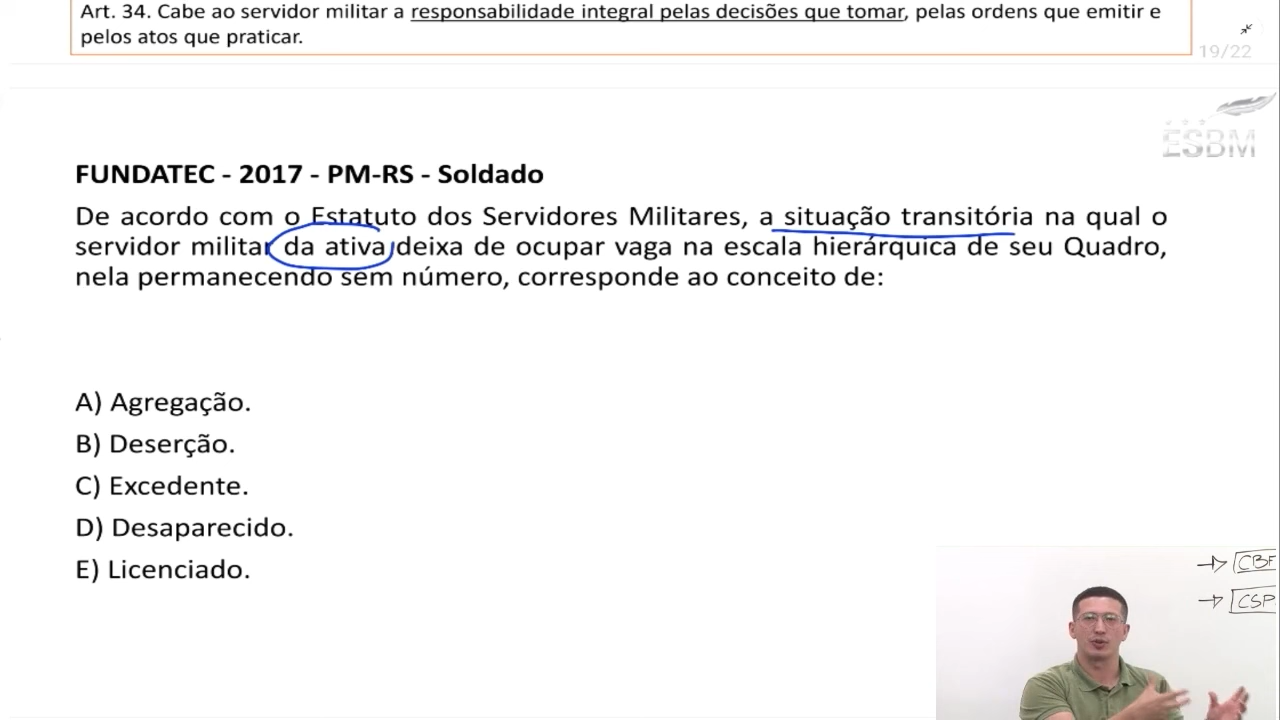 Art. 34. Cabe ao servidor militar a responsabilidade integral pelas decisões que tomar, pelas ordens que emitir e
pelos atos que praticar.
19/22
ESBM
FUNDATEC - 2017 - PM-RS - Soldado
De acordo com o Estatuto dos Servidores Militares, a situação transitória na qual o
servidor militar da ativa deixa de ocupar vaga na escala hierárquica de seu Quadro,
nela permanecendo sem número, corresponde ao conceito de:
A) Agregação.
B) Deserção.
C) Excedente.
D) Desaparecido.
E) Licenciado.
CSP